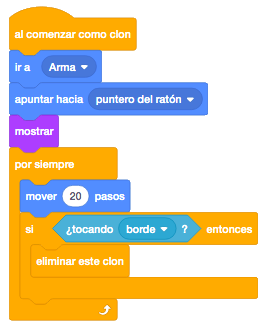 al comenzar como clon
ir a Arma
apuntar hacia puntero del ratón
mostrar
por siempre
mover 20 pasos
si ¿tocando borde ? entonces
eliminar este clon